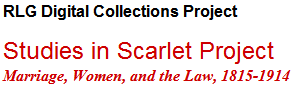 RLG Digital Collections Project
Studies in Scarlet Project
Marriage, Women, and the Law, 1815-1914